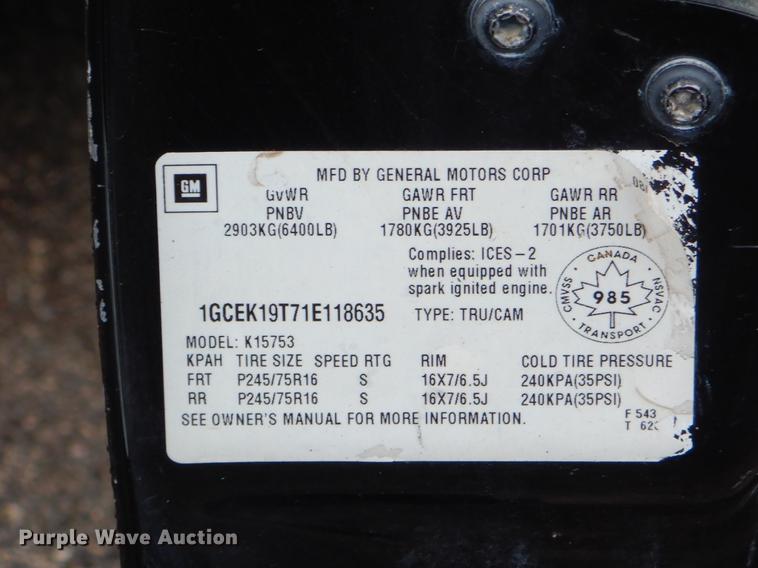 GM
MFD BY GENERAL MOTORS CORP
08/
GVWR GAWR FRT GAWR RR
PNBV PNBE AV PNBE AR
2903KG(6400LB) 1780KG(3925LB) 1701KG(3750LB)
Complies: ICES-2
when equipped with
spark ignited engine.
CANADA
CMVSS 985 NSVAC
TRANSPORT
1GCEK19T71E118635 TYPE: TRU/CAM
MODEL: K15753
KPAH TIRE SIZE SPEED RTG RIM COLD TIRE PRESSURE
FRT P245/75R16 S 16X7/6.5J 240KPA(35PSI)
RR P245/75R16 S 16X7/6.5J 240KPA(35PSI)
SEE OWNER'S MANUAL FOR MORE INFORMATION.
F 543
T
Purple Wave Auction